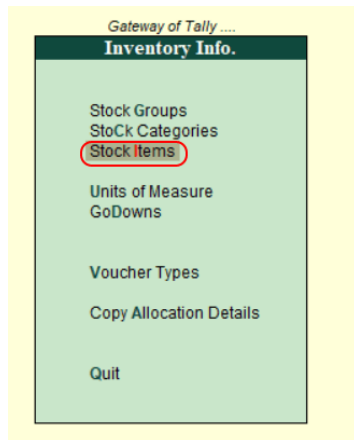 Gateway of Tally ....
Inventory Info.
Stock Groups
StoCk Categories
Stock Items
Units of Measure
GoDowns
Voucher Types
Copy Allocation Details
Quit